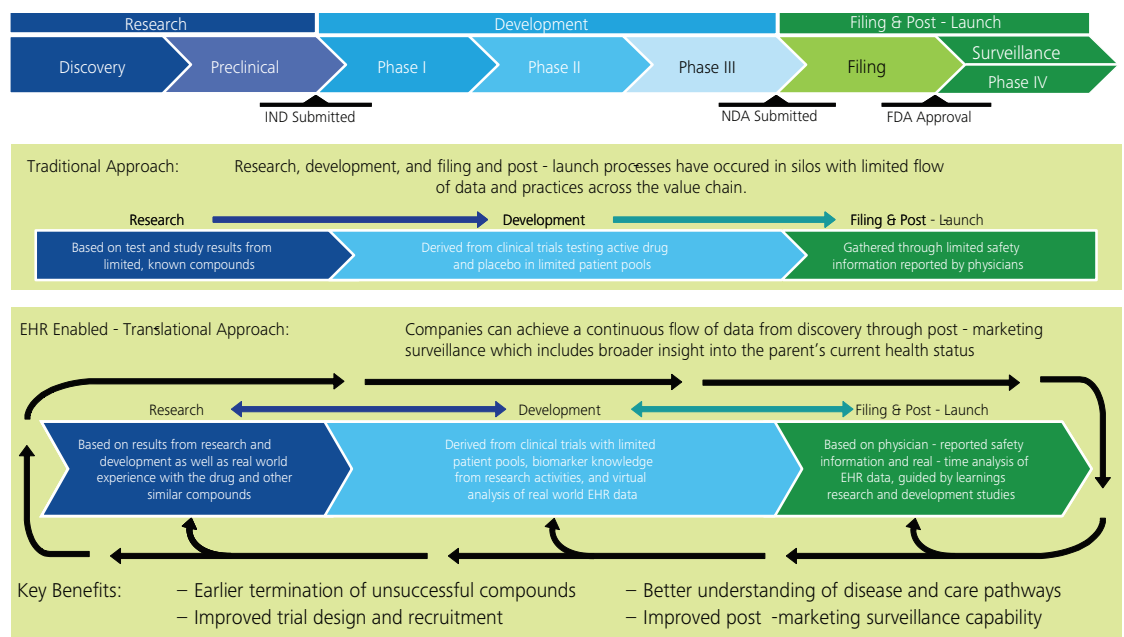 Research
Development
Filing & Post - Launch
Discovery
Preclinical
Phase I
Phase II
Phase III
Filing
Surveillance
Phase IV
IND Submitted
NDA Submitted
FDA Approval
Traditional Approach:
Research, development, and filing and post - launch processes have occured in silos with limited flow
of data and practices across the value chain.
Research
Development
Filing & Post - Launch
Based on test and study results from
limited, known compounds
Derived from clinical trials testing active drug
and placebo in limited patient pools
Gathered through limited safety
information reported by physicians
EHR Enabled - Translational Approach:
Companies can achieve a continuous flow of data from discovery through post - marketing
surveillance which includes broader insight into the parent's current health status
Research
Development
Filing & Post - Launch
Based on results from research and
development as well as real world
experience with the drug and other
similar compounds
Derived from clinical trials with limited
patient pools, biomarker knowledge
from research activities, and virtual
analysis of real world EHR data
Based on physician - reported safety
information and real - time analysis of
EHR data, guided by learnings
research and development studies
Key Benefits:
– Earlier termination of unsuccessful compounds
– Improved trial design and recruitment
– Better understanding of disease and care pathways
– Improved post -marketing surveillance capability